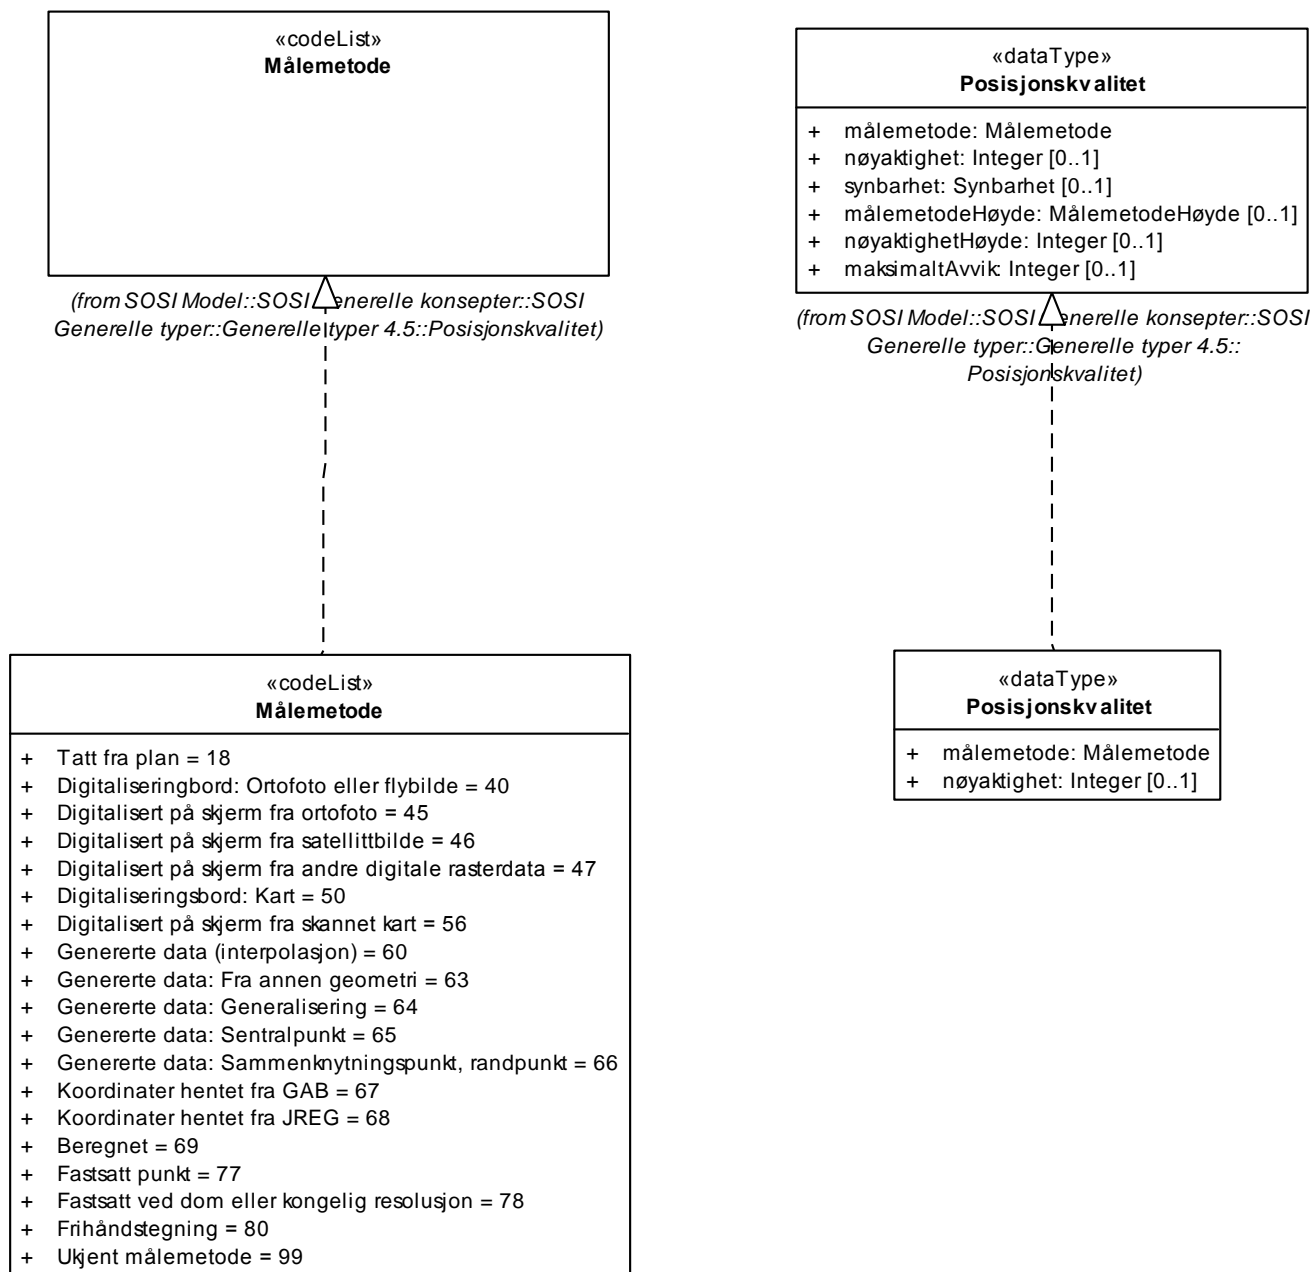 «codeList»
Målemetode
(from SOSI Model::SOSI Generelle konsepter::SOSI
Generelle typer::Generelle typer 4.5::Posisjonskvalitet)
«dataType»
Posisjonskvalitet
+ målemetode: Målemetode
+ nøyaktighet: Integer [0..1]
+ synbarhet: Synbarhet [0..1]
+ målemetodeHøyde: MålemetodeHøyde [0..1]
+ nøyaktighetHøyde: Integer [0..1]
+ maksimaltAvvik: Integer [0..1]
(from SOSI Model::SOSI Generelle konsepter::SOSI
Generelle typer::Generelle typer 4.5::
Posisjonskvalitet)
«codeList»
Målemetode
+ Tatt fra plan = 18
+ Digitaliseringbord: Ortofoto eller flybilde = 40
+ Digitalisert på skjerm fra ortofoto = 45
+ Digitalisert på skjerm fra satellittbilde = 46
+ Digitalisert på skjerm fra andre digitale rasterdata = 47
+ Digitaliseringsbord: Kart = 50
+ Digitalisert på skjerm fra skannet kart = 56
+ Genererte data (interpolasjon) = 60
+ Genererte data: Fra annen geometri = 63
+ Genererte data: Generalisering = 64
+ Genererte data: Sentralpunkt = 65
+ Genererte data: Sammenknytningspunkt, randpunkt = 66
+ Koordinater hentet fra GAB = 67
+ Koordinater hentet fra JREG = 68
+ Beregnet = 69
+ Fastsatt punkt = 77
+ Fastsatt ved dom eller kongelig resolusjon = 78
+ Frihåndstegning = 80
+ Ukjent målemetode = 99
«dataType»
Posisjonskvalitet
+ målemetode: Målemetode
+ nøyaktighet: Integer [0..1]